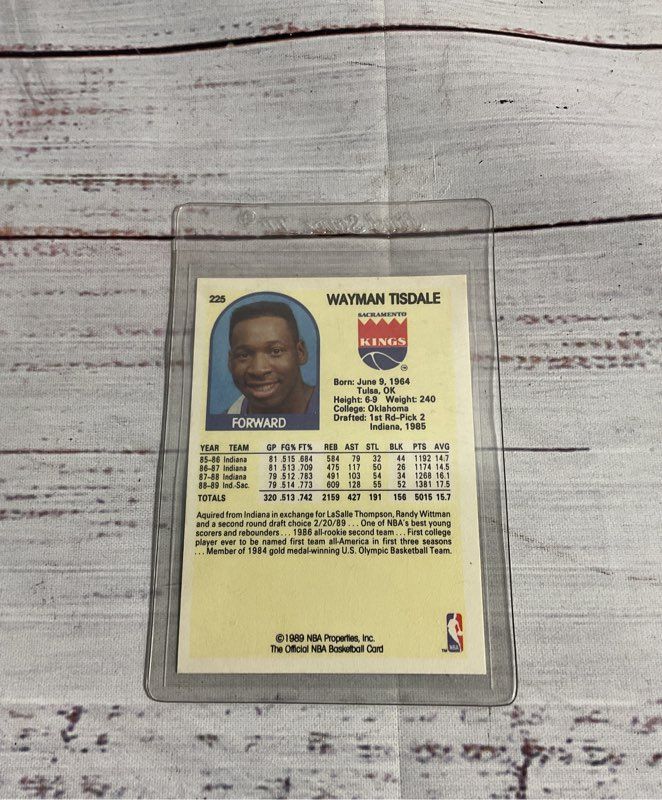 225
WAYMAN TISDALE
SACRAMENTO
KINGS
TM
Born: June 9, 1964
Tulsa, OK
Height: 6-9 Weight: 240
College: Oklahoma
Drafted: 1st Rd-Pick 2
Indiana, 1985
FORWARD
YEAR TEAM GP FG% FT% REB AST STL BLK PTS AVG
85-86 Indiana 81 .515 .684 584 79 32 44 1192 14.7
86-87 Indiana 81 .513 .709 475 117 50 26 1174 14.5
87-88 Indiana 79 .512 .783 491 103 54 34 1268 16.1
88-89 Ind.-Sac. 79 .514 .773 609 128 55 52 1381 17.5
TOTALS 320 .513 .742 2159 427 191 156 5015 15.7
Aquired from Indiana in exchange for LaSalle Thompson, Randy Wittman
and a second round draft choice 2/20/89 . . . One of NBA's best young
scorers and rebounders . . . 1986 all-rookie second team . . . First college
player ever to be named first team all-America in first three seasons
. . . Member of 1984 gold medal-winning U.S. Olympic Basketball Team.
©1989 NBA Properties, Inc.
The Official NBA Basketball Card
TM
NBA